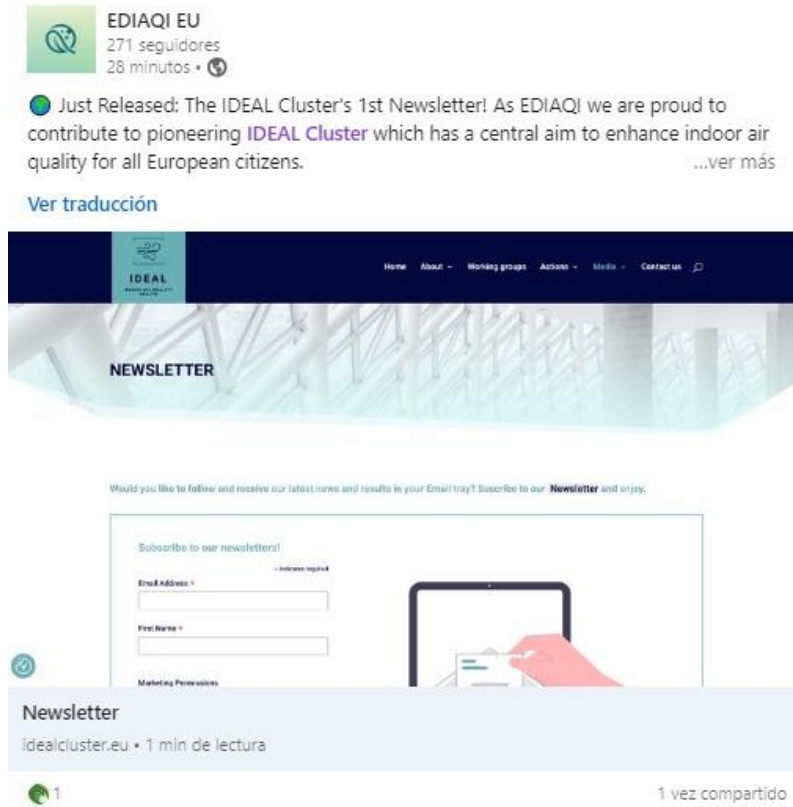 EDIAQI EU
271 seguidores
28 minutos •
Just Released: The IDEAL Cluster's 1st Newsletter! As EDIAQI we are proud to
contribute to pioneering IDEAL Cluster which has a central aim to enhance indoor air
quality for all European citizens. ...ver más
Ver traducción
IDEAL
Home About Working groups Actions Media Contact us
NEWSLETTER
Would you like to follow and receive our latest news and results in your Email tray? Suscribe to our Newsletter and enjoy.
Subscribe to our newsletters!
* indicates required
Email Address *
First Name *
Marketing Permissions
Newsletter
idealcluster.eu • 1 min de lectura
1 1 vez compartido